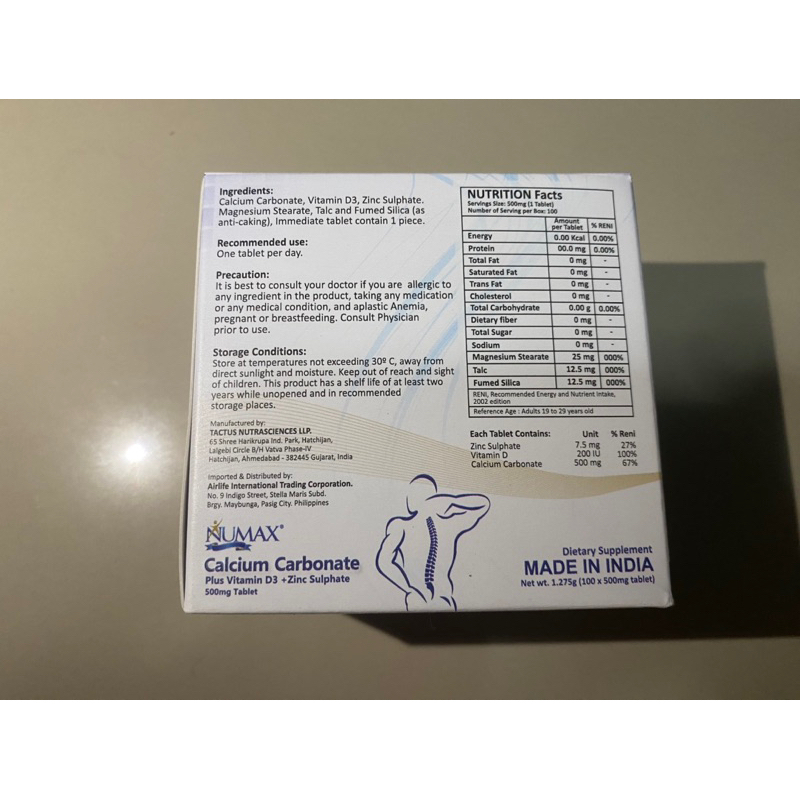 Ingredients:
Calcium Carbonate, Vitamin D3, Zinc Sulphate.
Magnesium Stearate, Talc and Fumed Silica (as
anti-caking), Immediate tablet contain 1 piece.
Recommended use:
One tablet per day.
Precaution:
It is best to consult your doctor if you are allergic to
any ingredient in the product, taking any medication
or any medical condition, and aplastic Anemia,
pregnant or breastfeeding. Consult Physician
prior to use.
Storage Conditions:
Store at temperatures not exceeding 30º C, away from
direct sunlight and moisture. Keep out of reach and sight
of children. This product has a shelf life of at least two
years while unopened and in recommended
storage places.
Manufactured by:
TACTUS NUTRASCIENCES LLP.
65 Shree Harikrupa Ind. Park, Hatchijan,
Lalgebi Circle B/H Vatva Phase-IV
Hatchijan, Ahmedabad - 382445 Gujarat, India
Imported & Distributed by:
Airlife International Trading Corporation.
No. 9 Indigo Street, Stella Maris Subd.
Brgy. Maybunga, Pasig City. Philippines
NUMAX®
Calcium Carbonate
Plus Vitamin D3 +Zinc Sulphate
500mg Tablet
NUTRITION Facts
Servings Size: 500mg (1 Tablet)
Number of Serving per Box: 100
Amount per Tablet % RENI
Energy 0.00 Kcal 0.00%
Protein 00.0 mg 0.00%
Total Fat 0 mg -
Saturated Fat 0 mg -
Trans Fat 0 mg -
Cholesterol 0 mg -
Total Carbohydrate 0.00 g 0.00%
Dietary fiber 0 mg -
Total Sugar 0 mg -
Sodium 0 mg -
Magnesium Stearate 25 mg 000%
Talc 12.5 mg 000%
Fumed Silica 12.5 mg 000%
RENI, Recommended Energy and Nutrient Intake,
2002 edition
Reference Age : Adults 19 to 29 years old
Each Tablet Contains: Unit % Reni
Zinc Sulphate 7.5 mg 27%
Vitamin D 200 IU 100%
Calcium Carbonate 500 mg 67%
Dietary Supplement
MADE IN INDIA
Net wt. 1.275g (100 x 500mg tablet)